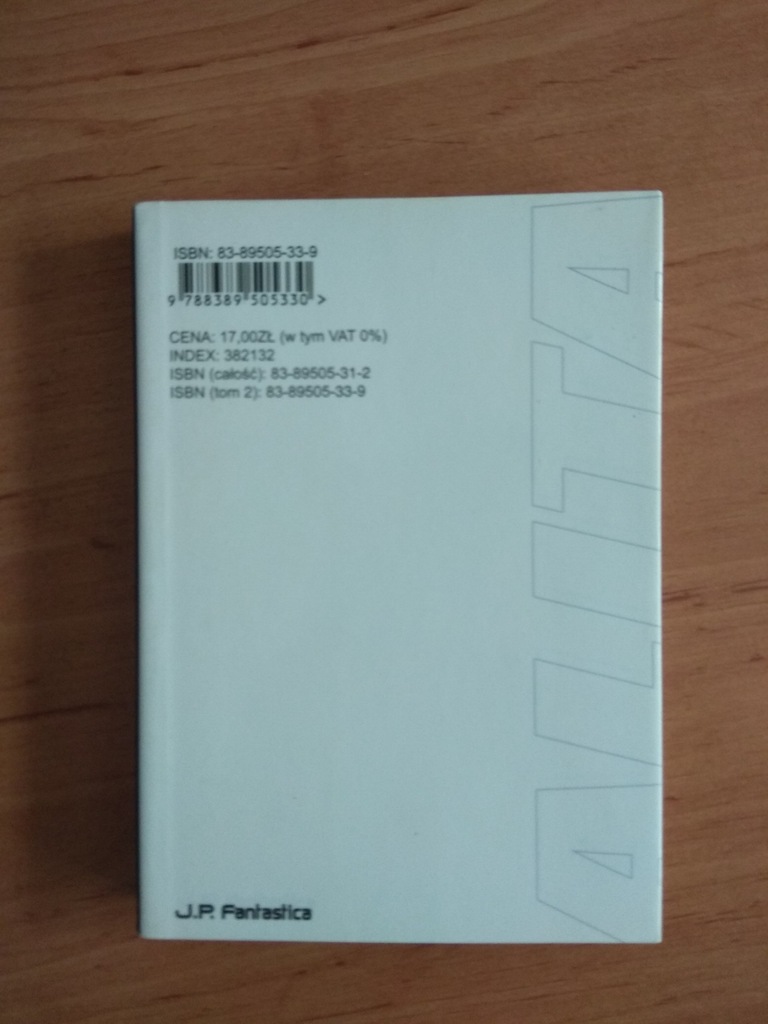 ISBN: 83-89505-33-9
9 788389 505330 >
CENA: 17,00ZŁ (w tym VAT 0%)
INDEX: 382132
ISBN (całość): 83-89505-31-2
ISBN (tom 2): 83-89505-33-9
ALITA
J.P. Fantastica